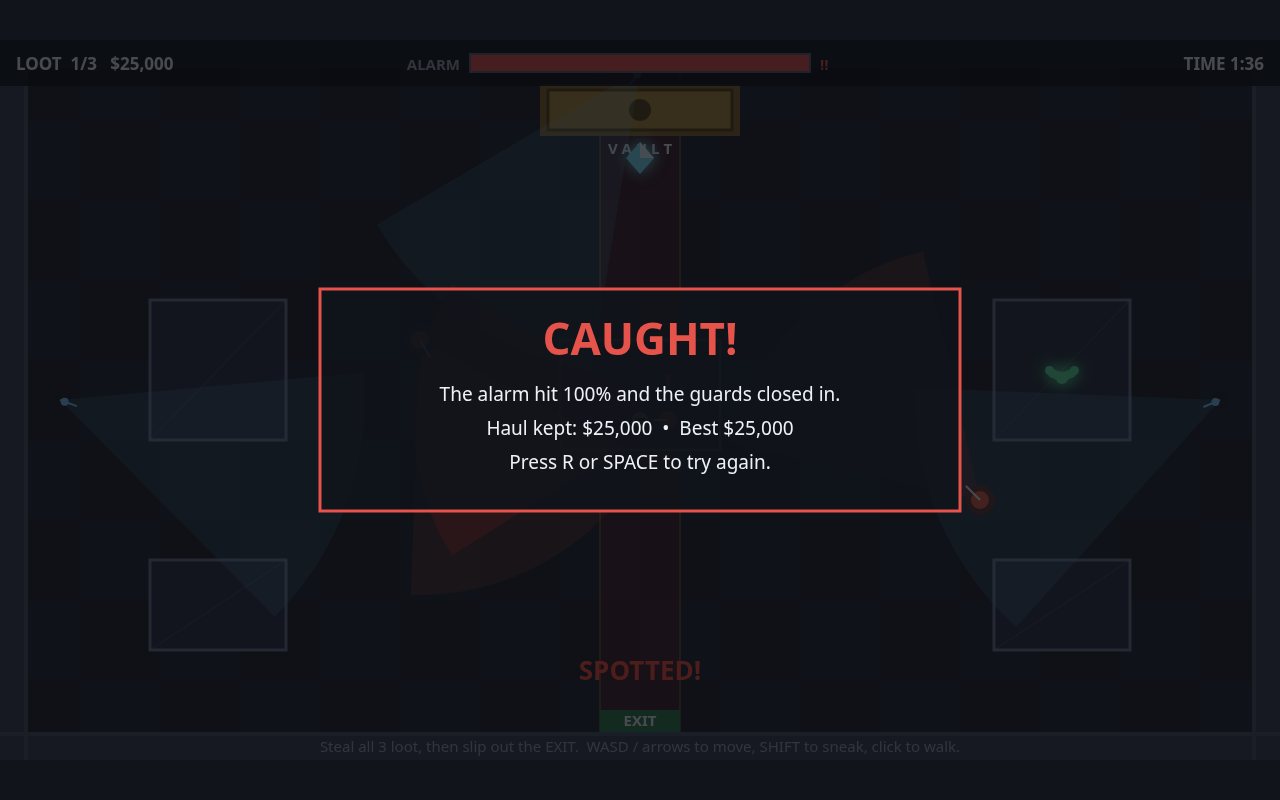 LOOT 1/3 $25,000
ALARM !!
TIME 1:36
VAULT
CAUGHT!
The alarm hit 100% and the guards closed in.
Haul kept: $25,000 • Best $25,000
Press R or SPACE to try again.
SPOTTED!
EXIT
Steal all 3 loot, then slip out the EXIT. WASD / arrows to move, SHIFT to sneak, click to walk.